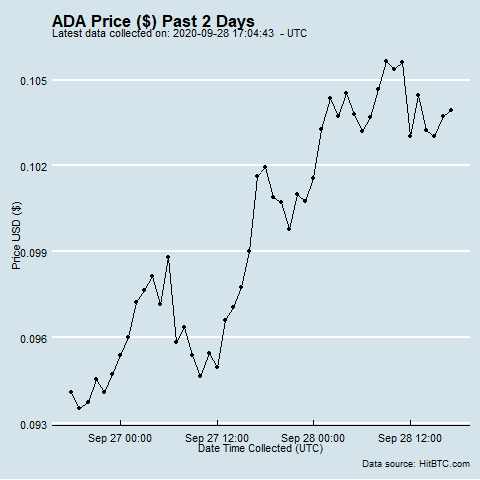 ADA Price ($) Past 2 Days
Latest data collected on: 2020-09-28 17:04:43 - UTC
Price USD ($)
0.105
0.102
0.099
0.096
0.093
Sep 27 00:00
Sep 27 12:00
Sep 28 00:00
Sep 28 12:00
Date Time Collected (UTC)
Data source: HitBTC.com